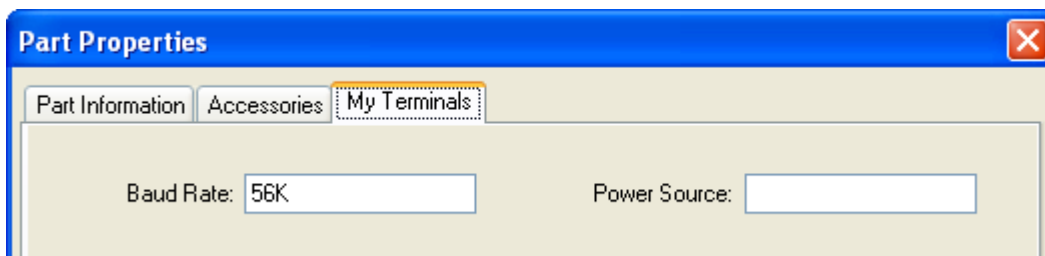 Part Properties
Part Information Accessories My Terminals
Baud Rate: 56K Power Source: